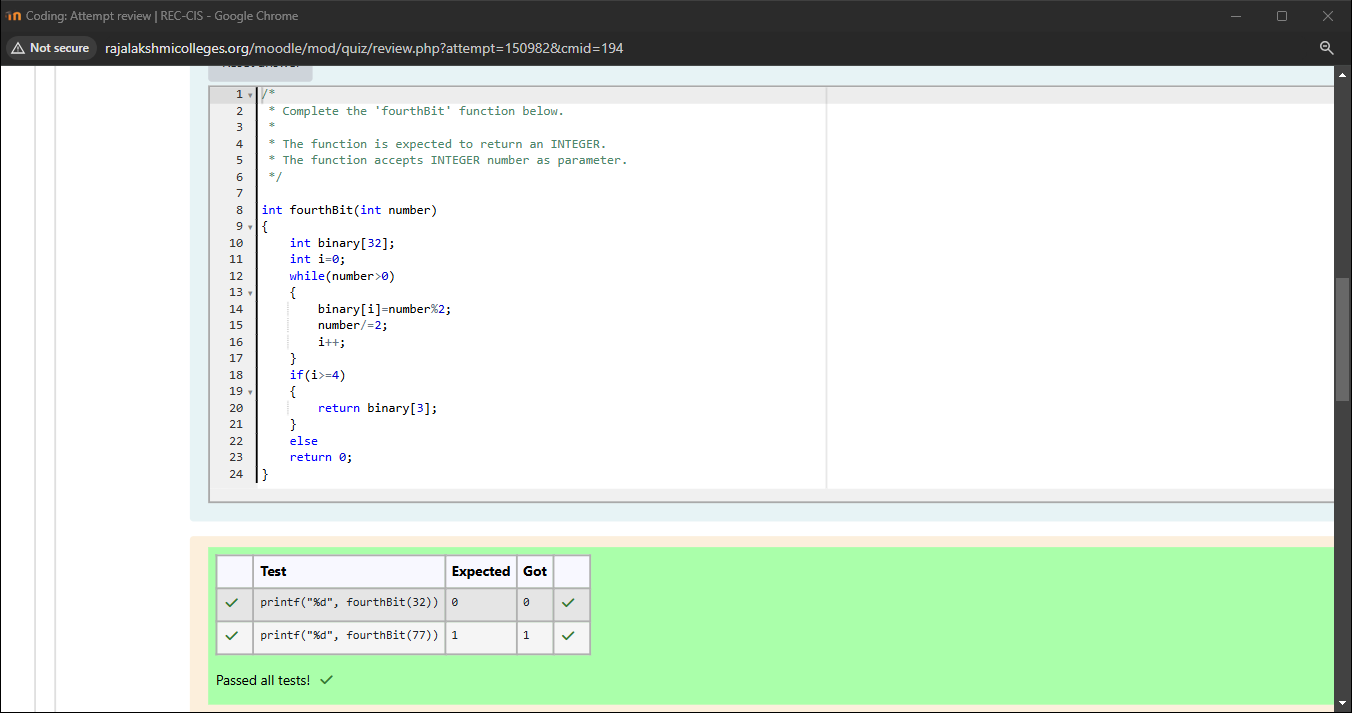 Coding: Attempt review | REC-CIS - Google Chrome
Not secure rajalakshmicolleges.org/moodle/mod/quiz/review.php?attempt=150982&cmid=194
1 /*
2 * Complete the 'fourthBit' function below.
3 *
4 * The function is expected to return an INTEGER.
5 * The function accepts INTEGER number as parameter.
6 */
7
8 int fourthBit(int number)
9 {
10 int binary[32];
11 int i=0;
12 while(number>0)
13 {
14 binary[i]=number%2;
15 number/=2;
16 i++;
17 }
18 if(i>=4)
19 {
20 return binary[3];
21 }
22 else
23 return 0;
24 }
Test Expected Got
printf("%d", fourthBit(32)) 0 0
printf("%d", fourthBit(77)) 1 1
Passed all tests!